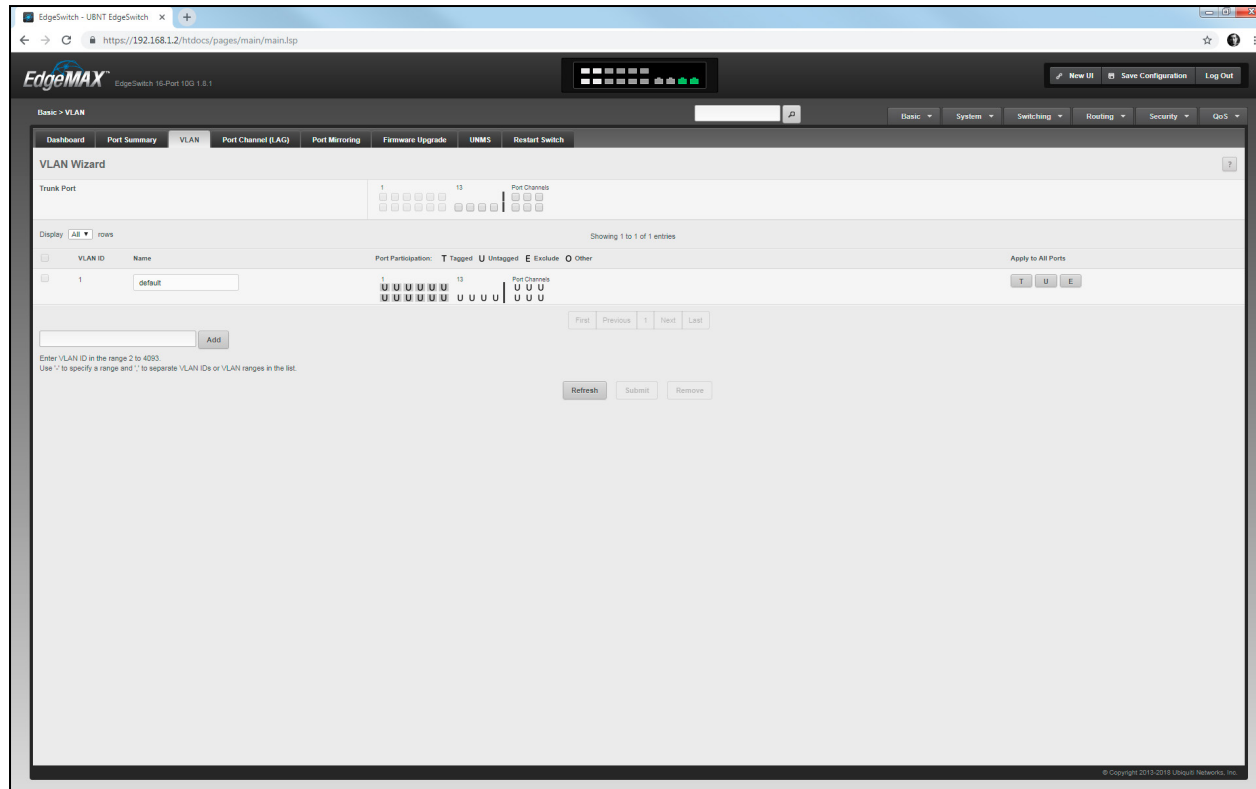 EdgeSwitch - UBNT EdgeSwitch
https://192.168.1.2/htdocs/pages/main/main.lsp
EdgeMAX™ EdgeSwitch 16-Port 10G 1.8.1
New UI Save Configuration Log Out
Basic > VLAN
Basic System Switching Routing Security QoS
Dashboard Port Summary VLAN Port Channel (LAG) Port Mirroring Firmware Upgrade UNMS Restart Switch
VLAN Wizard ?
Trunk Port 1 13 Port Channels
Display All rows Showing 1 to 1 of 1 entries
VLAN ID Name Port Participation: T Tagged U Untagged E Exclude O Other Apply to All Ports
1 13 Port Channels
1 default U U U U U U U U U T U E
U U U U U U U U U U U U U
First Previous 1 Next Last
Add
Enter VLAN ID in the range 2 to 4093.
Use '-' to specify a range and ',' to separate VLAN IDs or VLAN ranges in the list.
Refresh Submit Remove
© Copyright 2013-2018 Ubiquiti Networks, Inc.